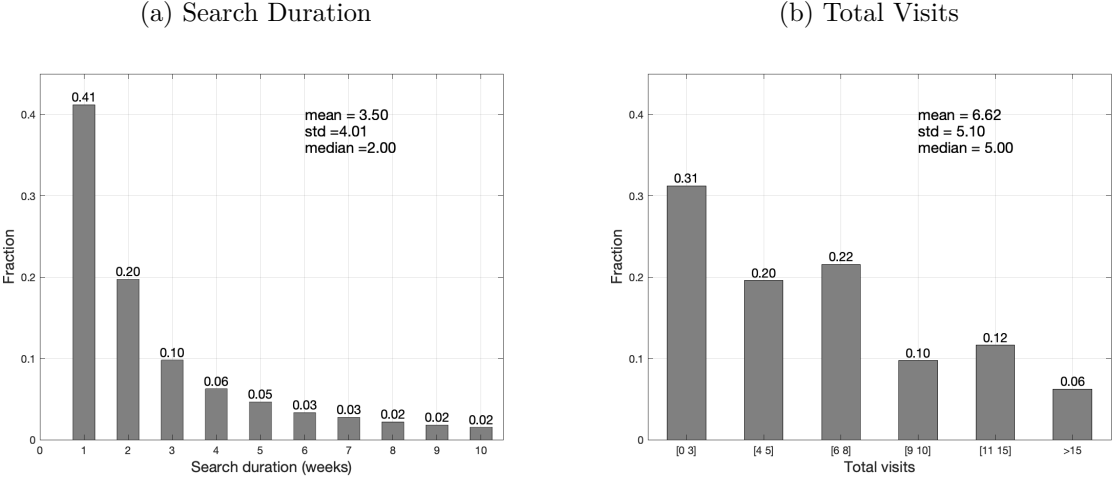 (a) Search Duration
0.41
0.20
0.10
0.06
0.05
0.03
0.03
0.02
0.02
0.02
mean = 3.50
std =4.01
median =2.00
Fraction
0.4
0.3
0.2
0.1
0
0 1 2 3 4 5 6 7 8 9 10
Search duration (weeks)
(b) Total Visits
0.31
0.20
0.22
0.10
0.12
0.06
mean = 6.62
std = 5.10
median = 5.00
Fraction
0.4
0.3
0.2
0.1
0
[0 3] [4 5] [6 8] [9 10] [11 15] >15
Total visits